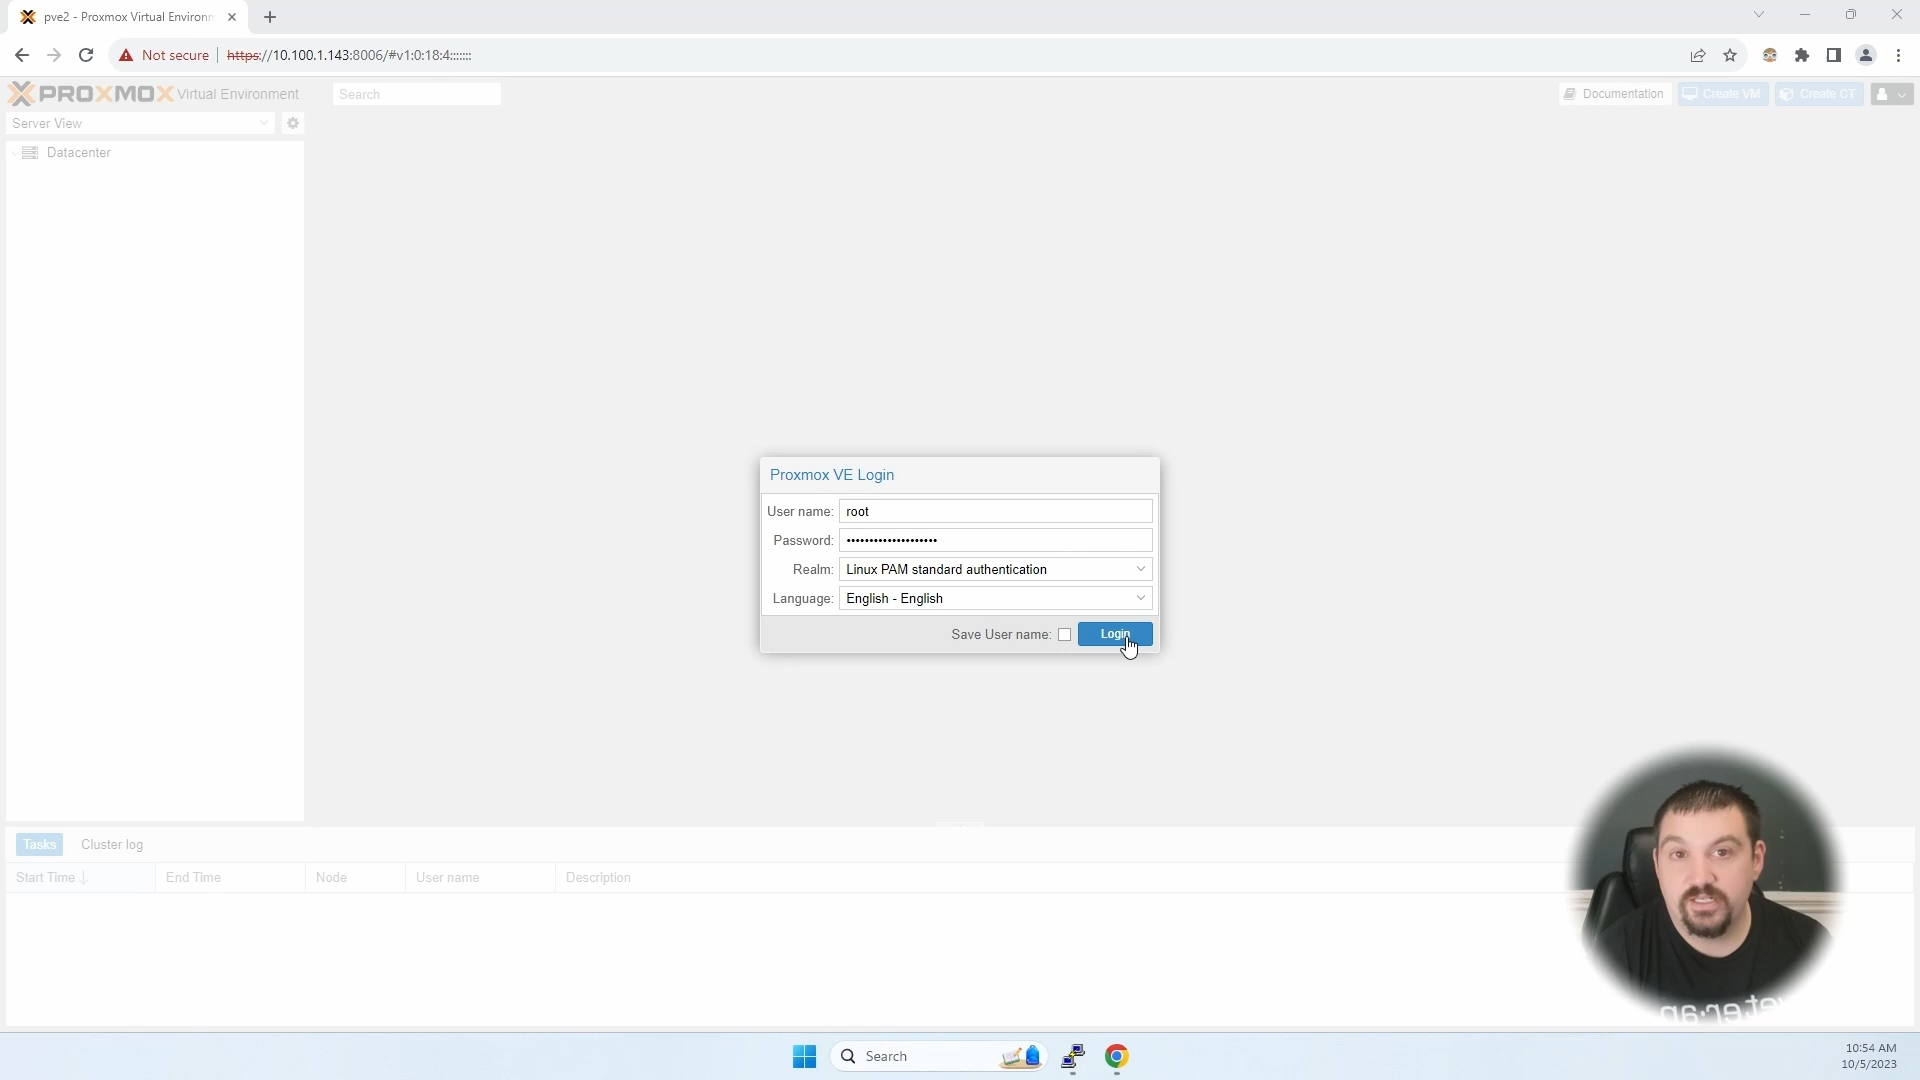 pve2 - Proxmox Virtual Environ
Not secure https://10.100.1.143:8006/#v1:0:18:4:::::::
PROXMOX Virtual Environment Search Documentation Create VM Create CT
Server View
Datacenter
Proxmox VE Login
User name: root
Password: ••••••••••••••••••••
Realm: Linux PAM standard authentication
Language: English - English
Save User name: Login
Tasks Cluster log
Start Time End Time Node User name Description
Search
10:54 AM
10/5/2023